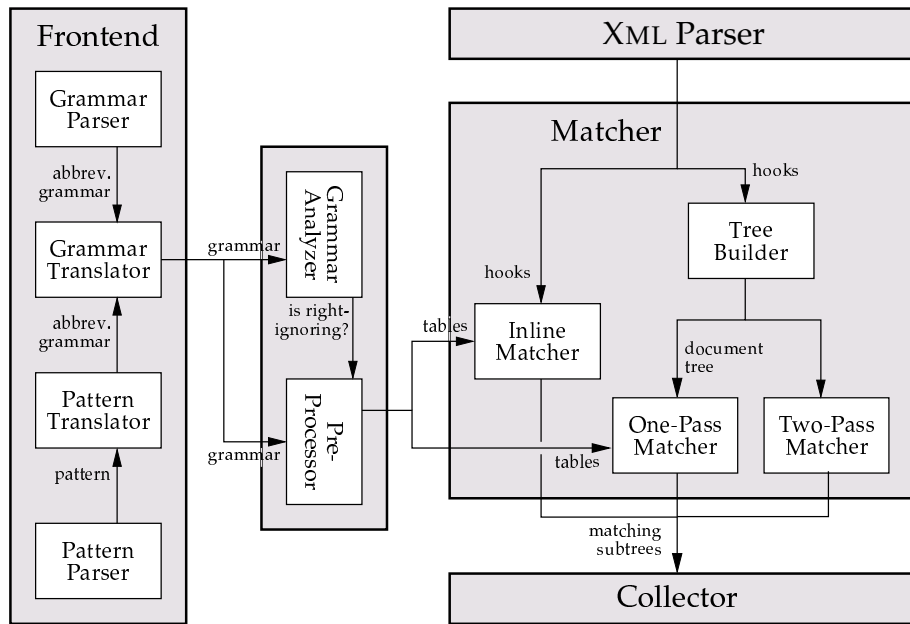 Frontend
Grammar
Parser
abbrev.
grammar
Grammar
Translator
abbrev.
grammar
Pattern
Translator
pattern
Pattern
Parser
grammar
Grammar
Analyzer
is right-
ignoring?
Pre-
Processor
grammar
XML Parser
Matcher
hooks
Tree
Builder
hooks
tables
Inline
Matcher
document
tree
One-Pass
Matcher
Two-Pass
Matcher
tables
matching
subtrees
Collector